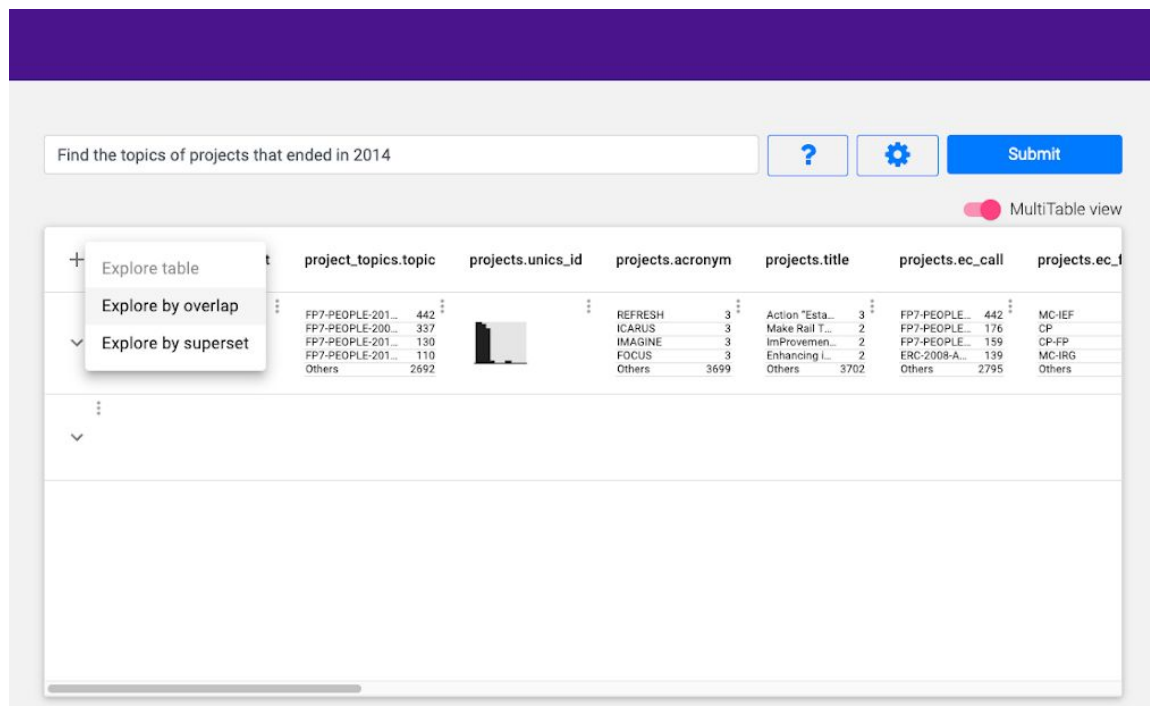 Find the topics of projects that ended in 2014
?
Submit
MultiTable view
+
t project_topics.topic projects.unics_id projects.acronym projects.title projects.ec_call projects.ec_f
Explore table
Explore by overlap
Explore by superset
FP7-PEOPLE-201... 442
FP7-PEOPLE-200... 337
FP7-PEOPLE-201... 130
FP7-PEOPLE-201... 110
Others 2692
REFRESH 3
ICARUS 3
IMAGINE 3
FOCUS 3
Others 3699
Action "Esta... 3
Make Rail T... 2
ImProvemen... 2
Enhancing i... 2
Others 3702
FP7-PEOPLE... 442
FP7-PEOPLE... 176
FP7-PEOPLE... 159
ERC-2008-A... 139
Others 2795
MC-IEF
CP
CP-FP
MC-IRG
Others